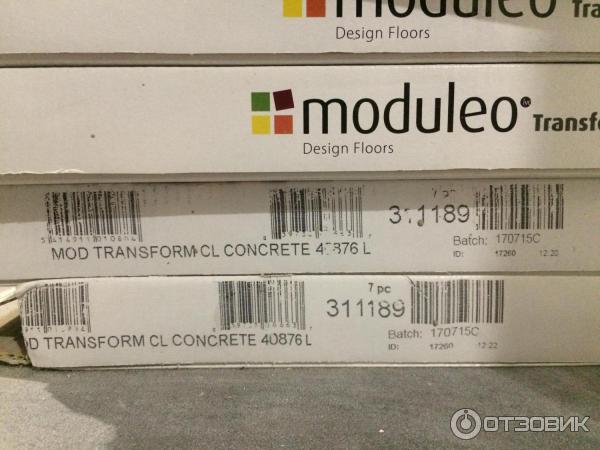 moduleo Tra
Design Floors
moduleo Transfo
Design Floors
7 pc
311189
MOD TRANSFORM CL CONCRETE 40876 L
Batch: 170715C
ID: 17260 12:20
7 pc
311189
D TRANSFORM CL CONCRETE 40876 L
Batch: 170715C
ID: 17260 12:22
ОТЗОВИК